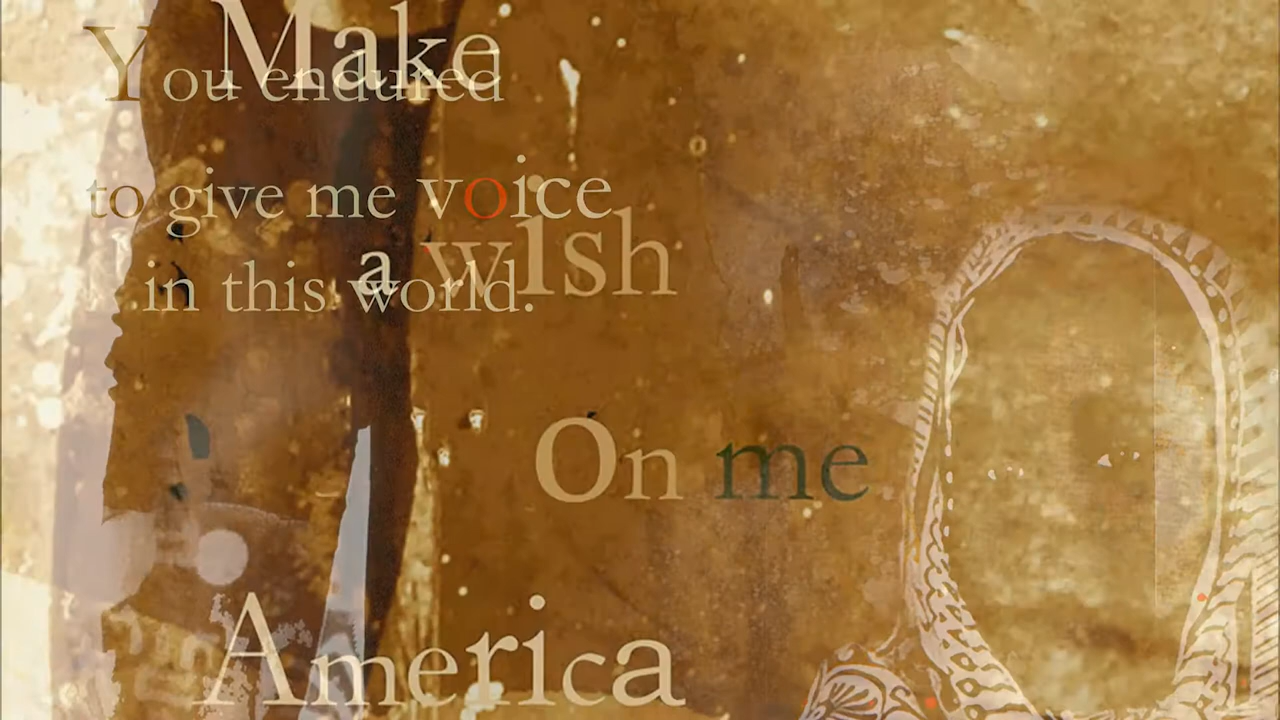 Make
You endured
to give me voice
a wish
in this world.
On me
America